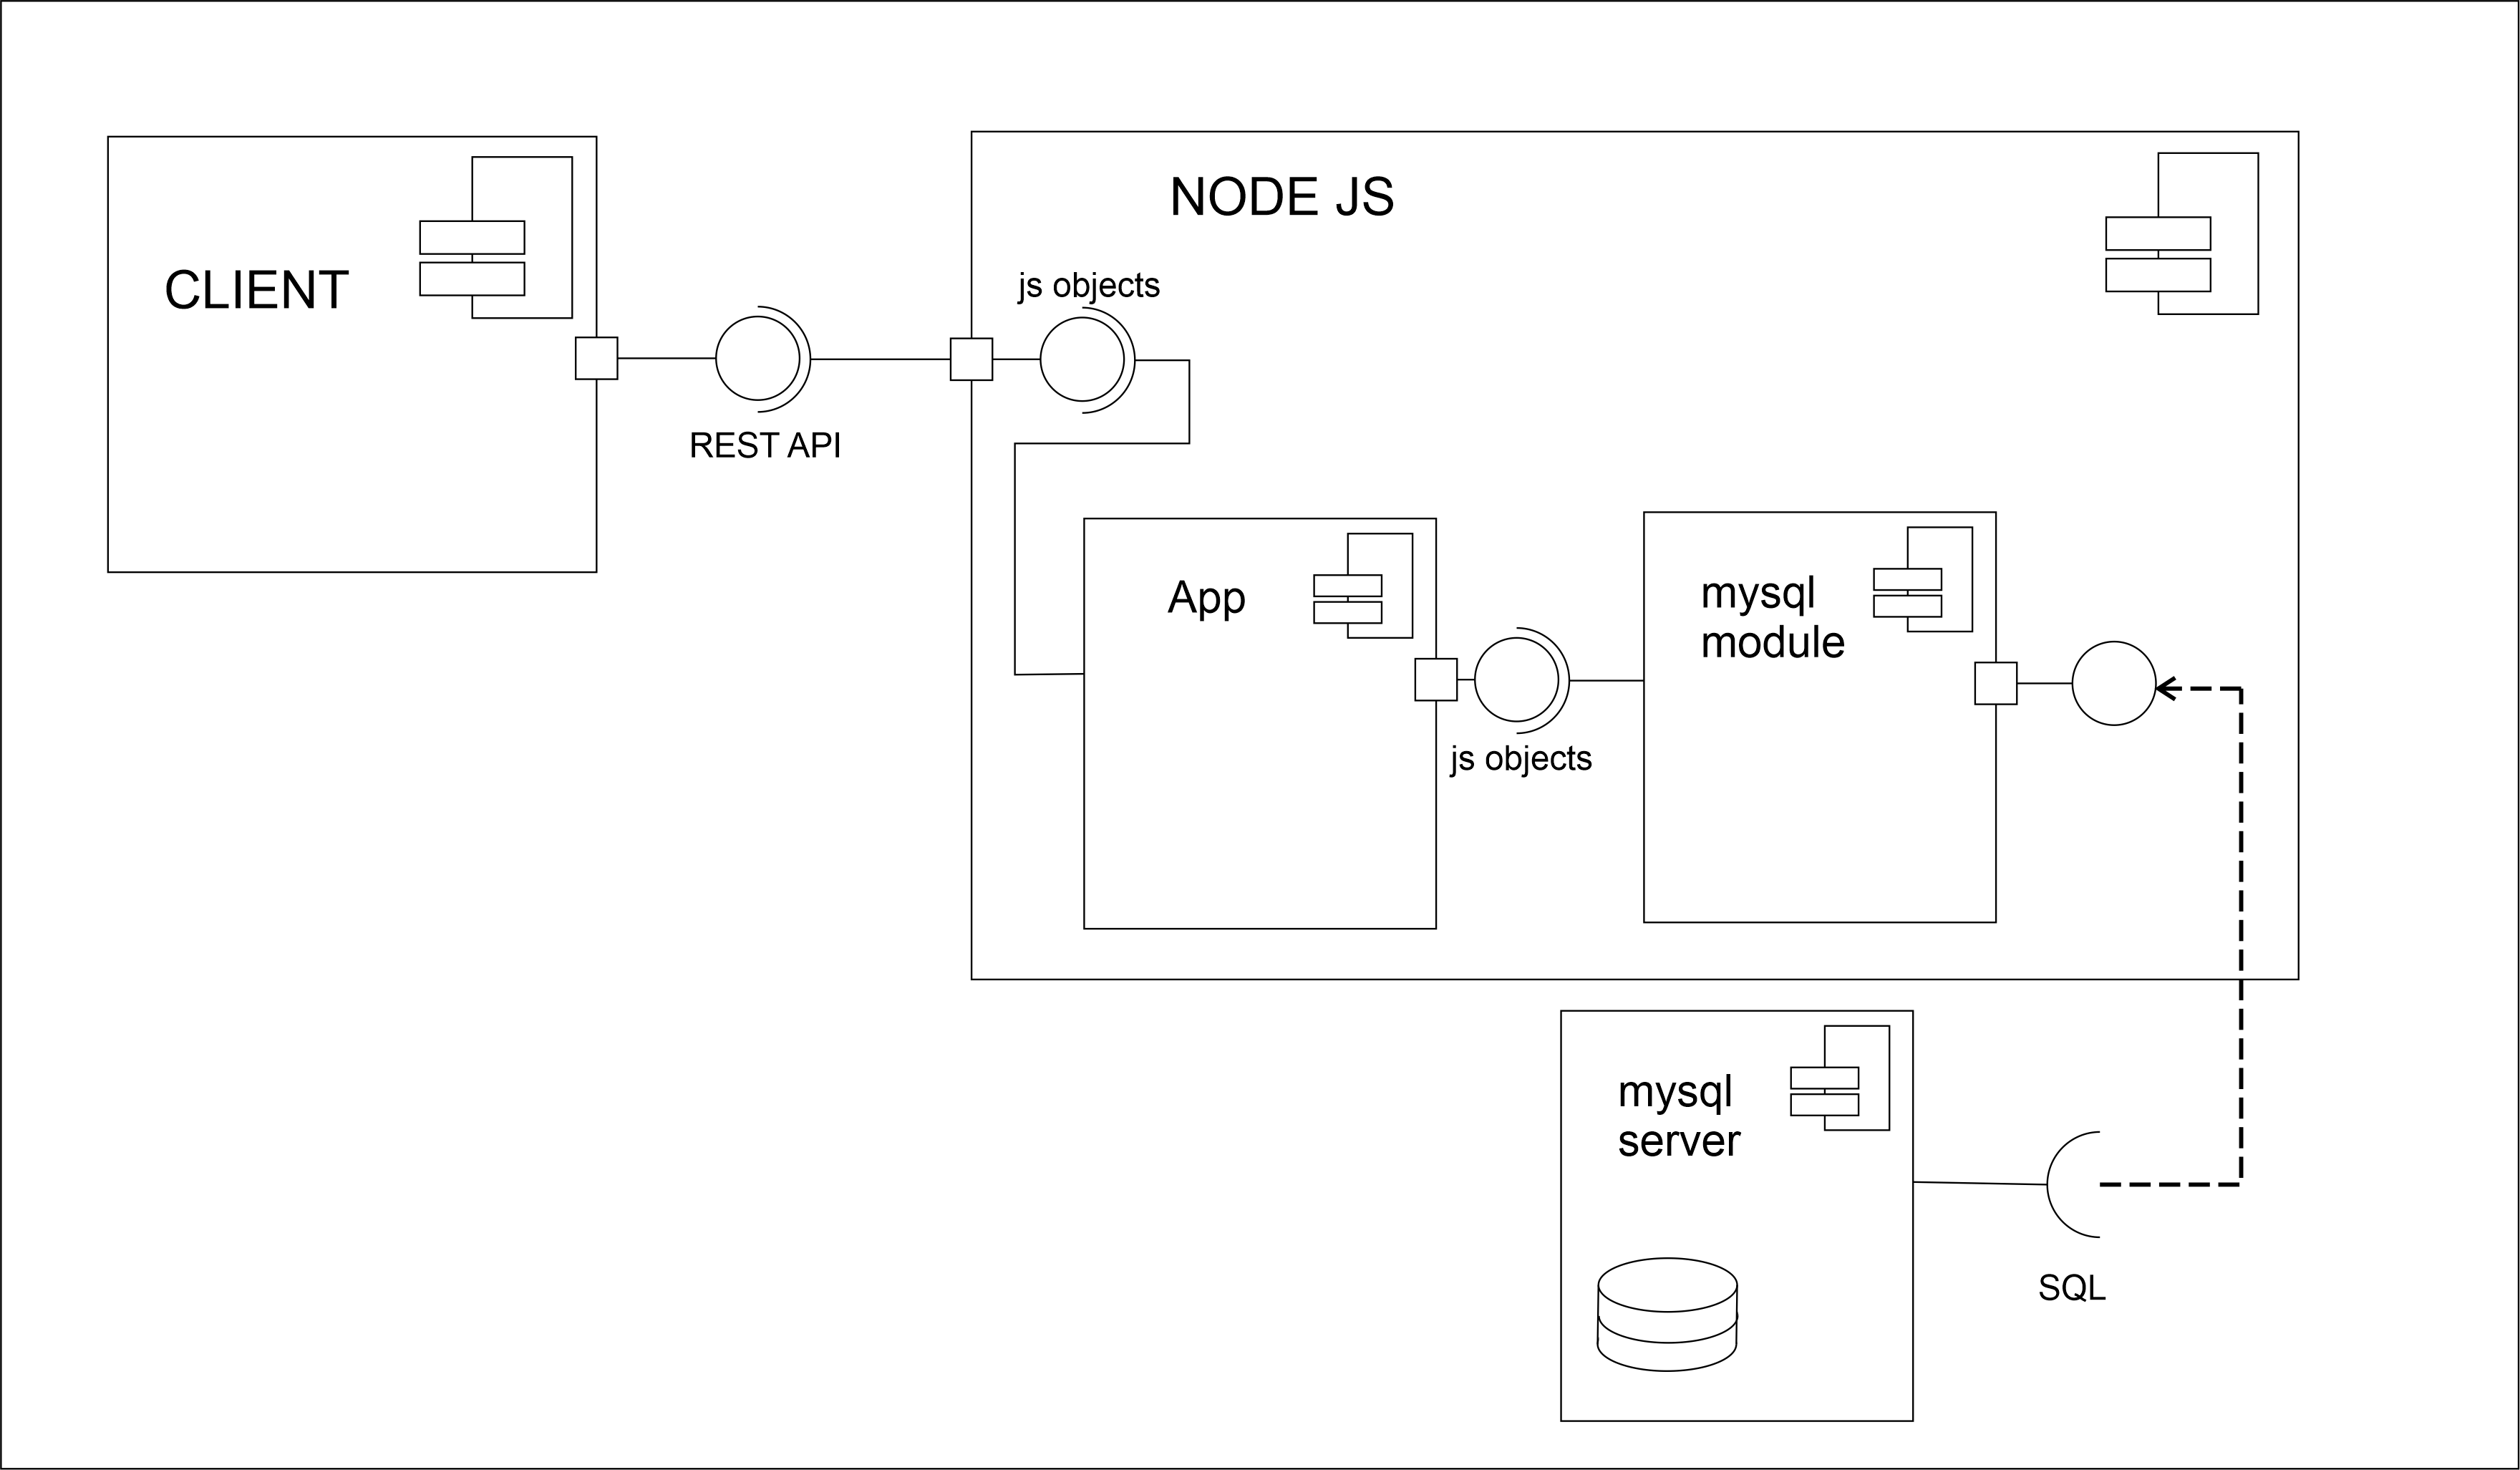 NODE JS
CLIENT
js objects
REST API
App
mysql
module
js objects
mysql
server
SQL